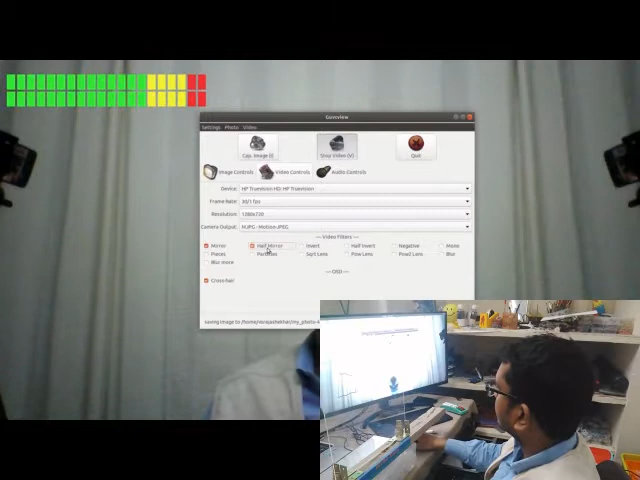 Guvcview
Settings Photo Video
Cap. Image (I) Stop Video (V) Quit
Image Controls Video Controls Audio Controls
Device: HP Truevision HD: HP Truevision
Frame Rate: 30/1 fps
Resolution: 1280x720
Camera Output: MJPG - Motion-JPEG
--- Video Filters ---
Mirror Half Mirror Invert Half Invert Negative Mono
Pieces Particles Sqrt Lens Pow Lens Pow2 Lens Blur
Blur more
--- OSD ---
Cross-hair
saving image to